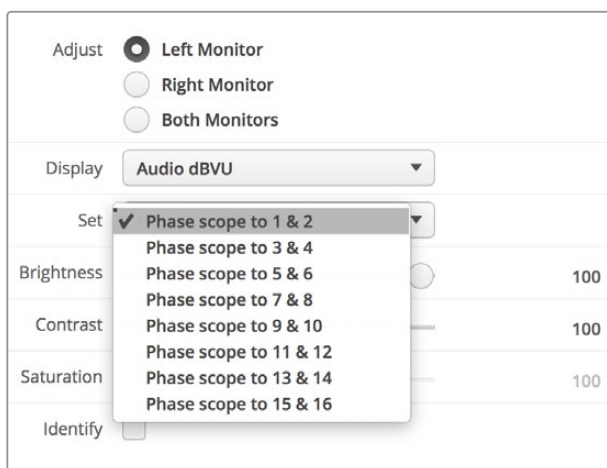 Adjust Left Monitor
Right Monitor
Both Monitors
Display Audio dBVU
Set Phase scope to 1 & 2
Phase scope to 3 & 4
Brightness Phase scope to 5 & 6 100
Phase scope to 7 & 8
Contrast Phase scope to 9 & 10 100
Phase scope to 11 & 12
Saturation Phase scope to 13 & 14 100
Phase scope to 15 & 16
Identify